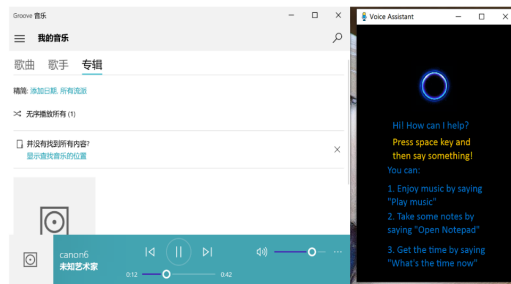 Groove 音乐
我的音乐
歌曲 歌手 专辑
精简: 添加日期. 所有流派
无序播放所有 (1)
并没有找到所有内容?
显示查找音乐的位置
canon6
未知艺术家
0:12
0:42
Voice Assistant
Hi! How can I help?
Press space key and
then say something!
You can:
1. Enjoy music by saying
"Play music"
2. Take some notes by
saying "Open Notepad"
3. Get the time by saying
"What's the time now"